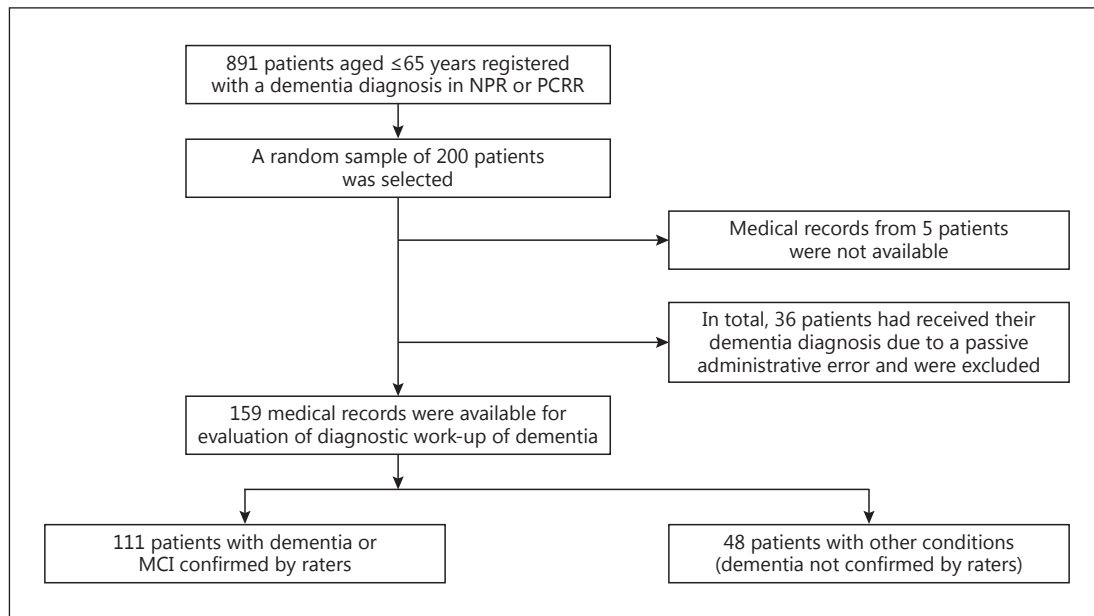 891 patients aged ≤65 years registered
with a dementia diagnosis in NPR or PCRR
A random sample of 200 patients
was selected
Medical records from 5 patients
were not available
In total, 36 patients had received their
dementia diagnosis due to a passive
administrative error and were excluded
159 medical records were available for
evaluation of diagnostic work-up of dementia
111 patients with dementia or
MCI confirmed by raters
48 patients with other conditions
(dementia not confirmed by raters)